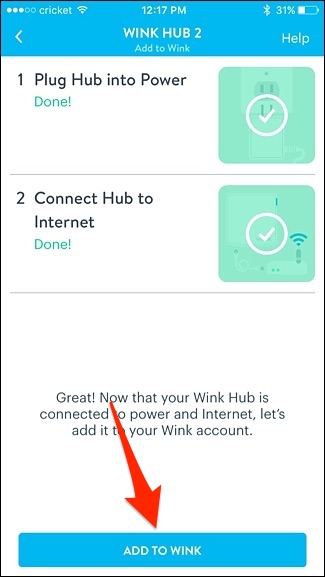 cricket 12:17 PM 31%
WINK HUB 2
Add to Wink
Help
1 Plug Hub into Power
Done!
2 Connect Hub to
Internet
Done!
Great! Now that your Wink Hub is
connected to power and Internet, let's
add it to your Wink account.
ADD TO WINK